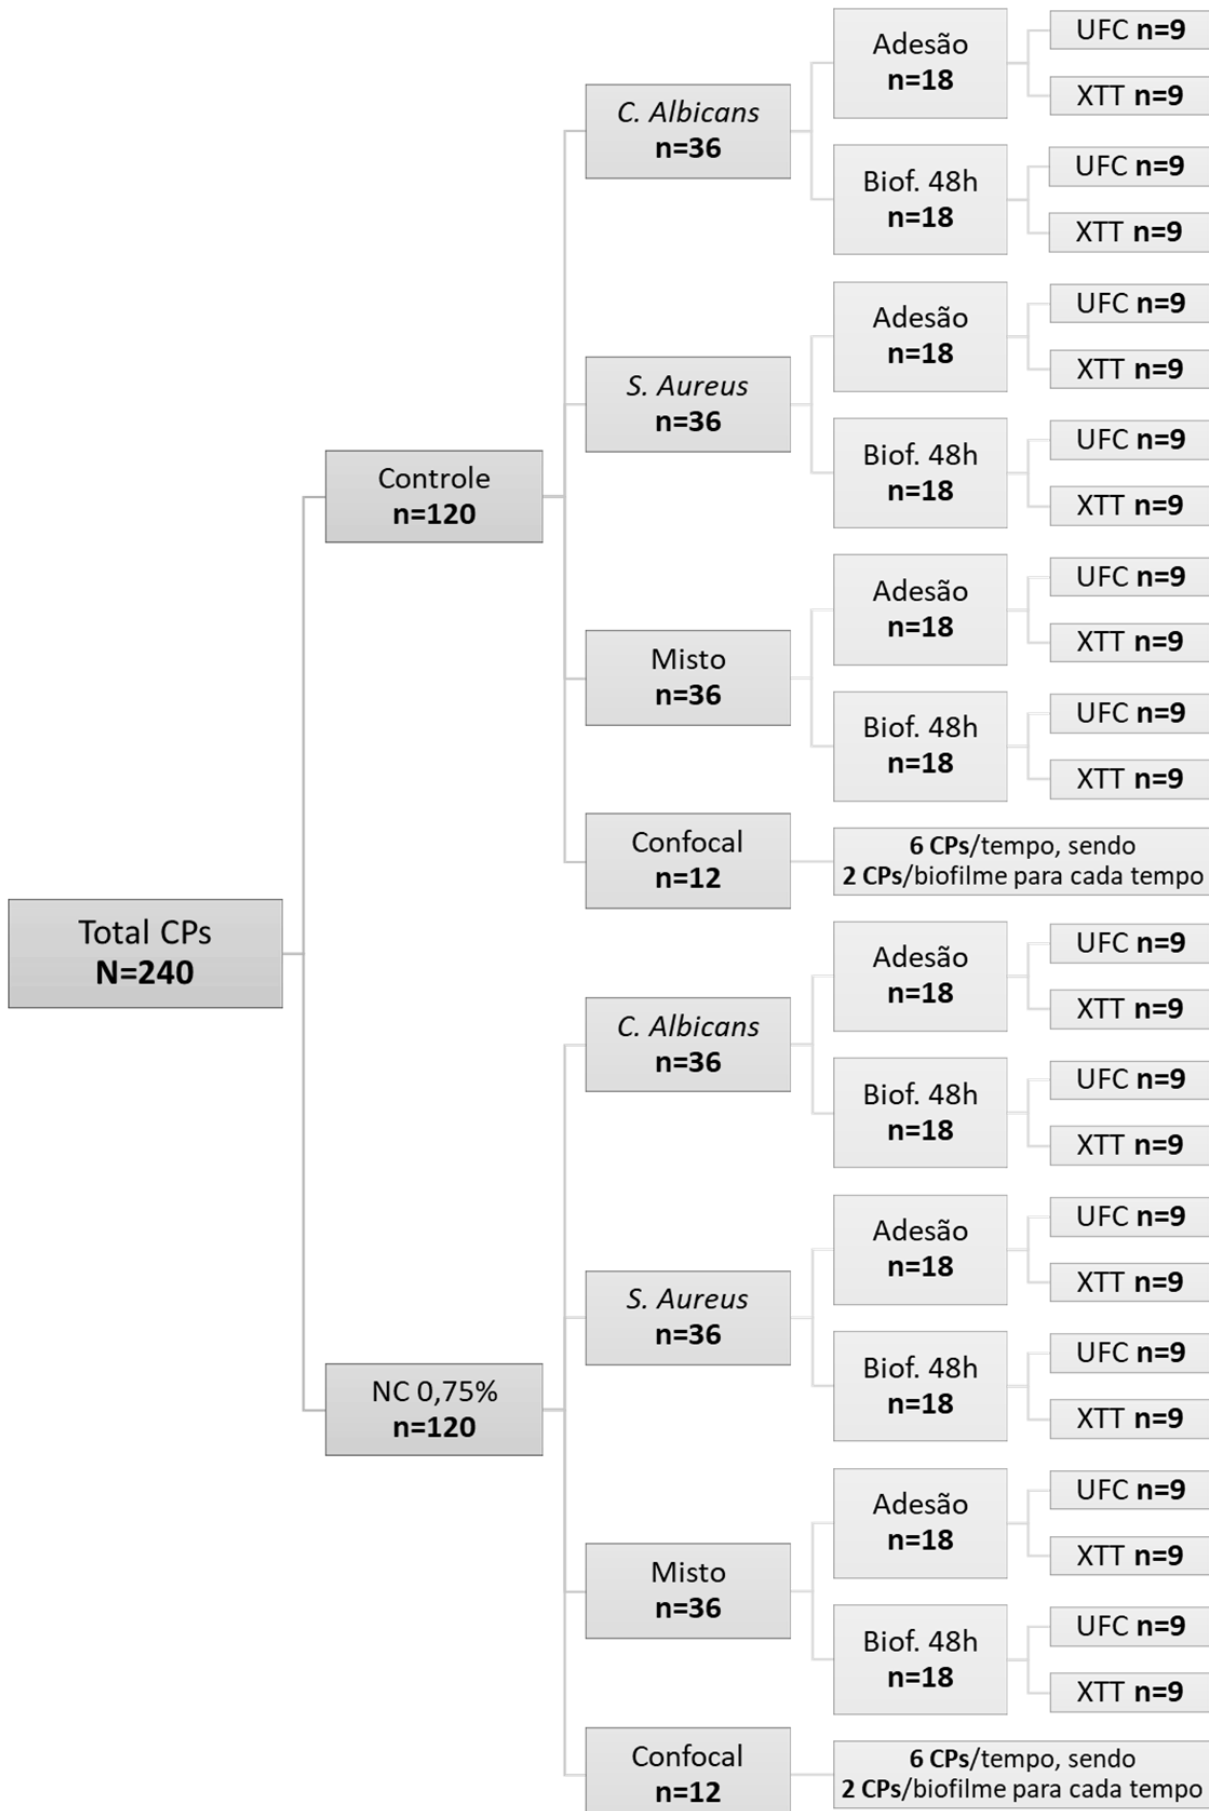 Total CPs
N=240
Controle
n=120
C. Albicans
n=36
Adesão
n=18
UFC n=9
XTT n=9
Biof. 48h
n=18
UFC n=9
XTT n=9
S. Aureus
n=36
Adesão
n=18
UFC n=9
XTT n=9
Biof. 48h
n=18
UFC n=9
XTT n=9
Misto
n=36
Adesão
n=18
UFC n=9
XTT n=9
Biof. 48h
n=18
UFC n=9
XTT n=9
Confocal
n=12
6 CPs/tempo, sendo
2 CPs/biofilme para cada tempo
NC 0,75%
n=120
C. Albicans
n=36
Adesão
n=18
UFC n=9
XTT n=9
Biof. 48h
n=18
UFC n=9
XTT n=9
S. Aureus
n=36
Adesão
n=18
UFC n=9
XTT n=9
Biof. 48h
n=18
UFC n=9
XTT n=9
Misto
n=36
Adesão
n=18
UFC n=9
XTT n=9
Biof. 48h
n=18
UFC n=9
XTT n=9
Confocal
n=12
6 CPs/tempo, sendo
2 CPs/biofilme para cada tempo